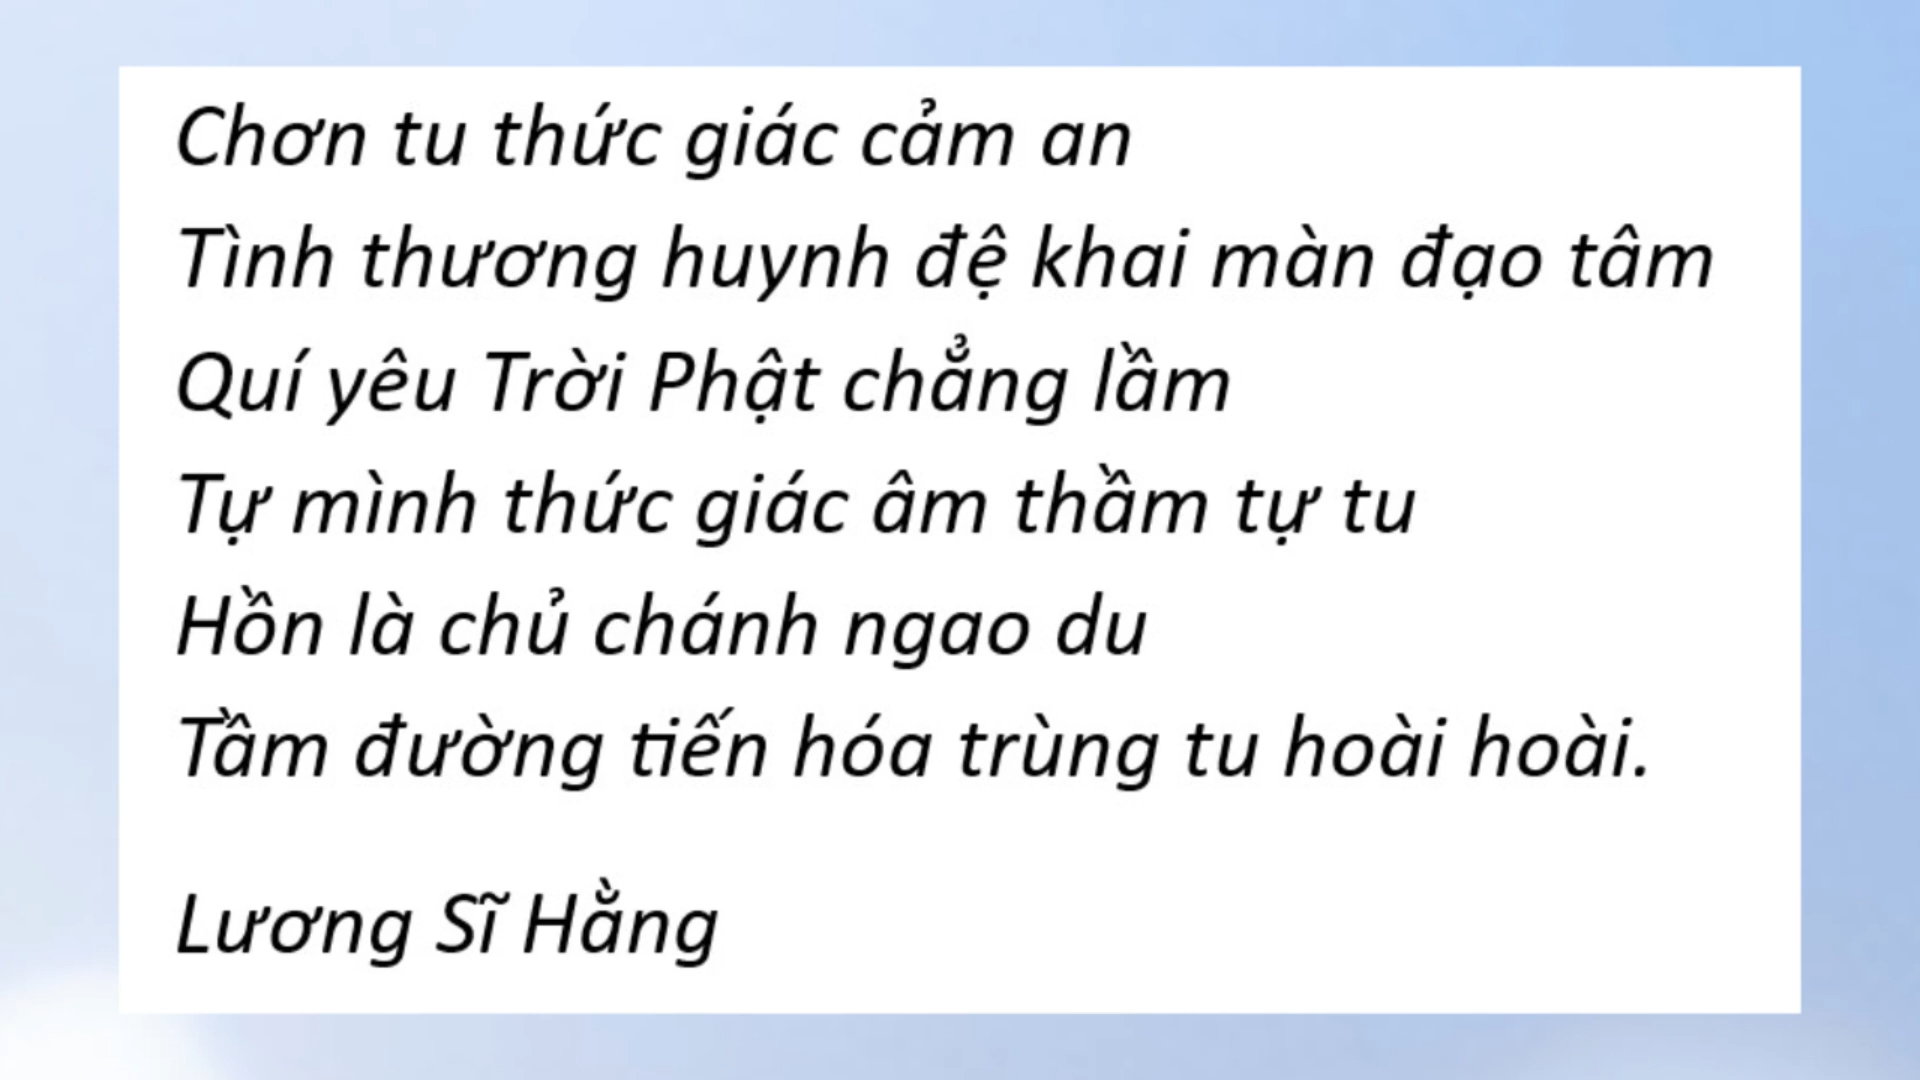 Chơn tu thức giác cảm an
Tình thương huynh đệ khai màn đạo tâm
Quí yêu Trời Phật chẳng lầm
Tự mình thức giác âm thầm tự tu
Hồn là chủ chánh ngao du
Tầm đường tiến hóa trùng tu hoài hoài.
Lương Sĩ Hằng